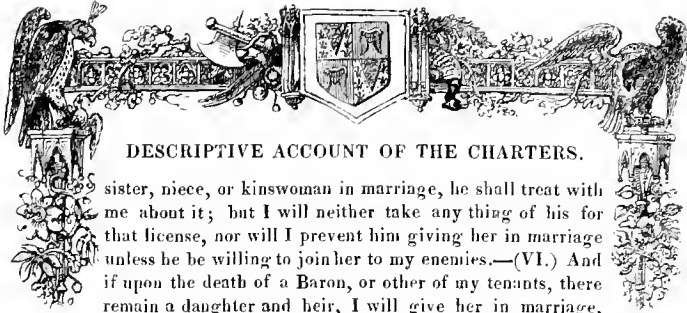 DESCRIPTIVE ACCOUNT OF THE CHARTERS.
sister, niece, or kinswoman in marriage, he shall treat with
me about it; but I will neither take any thing of his for
that license, nor will I prevent him giving her in marriage
unless he be willing to join her to my enemies.—(VI.) And
if upon the death of a Baron, or other of my tenants, there
remain a daughter and heir, I will give her in marriage,